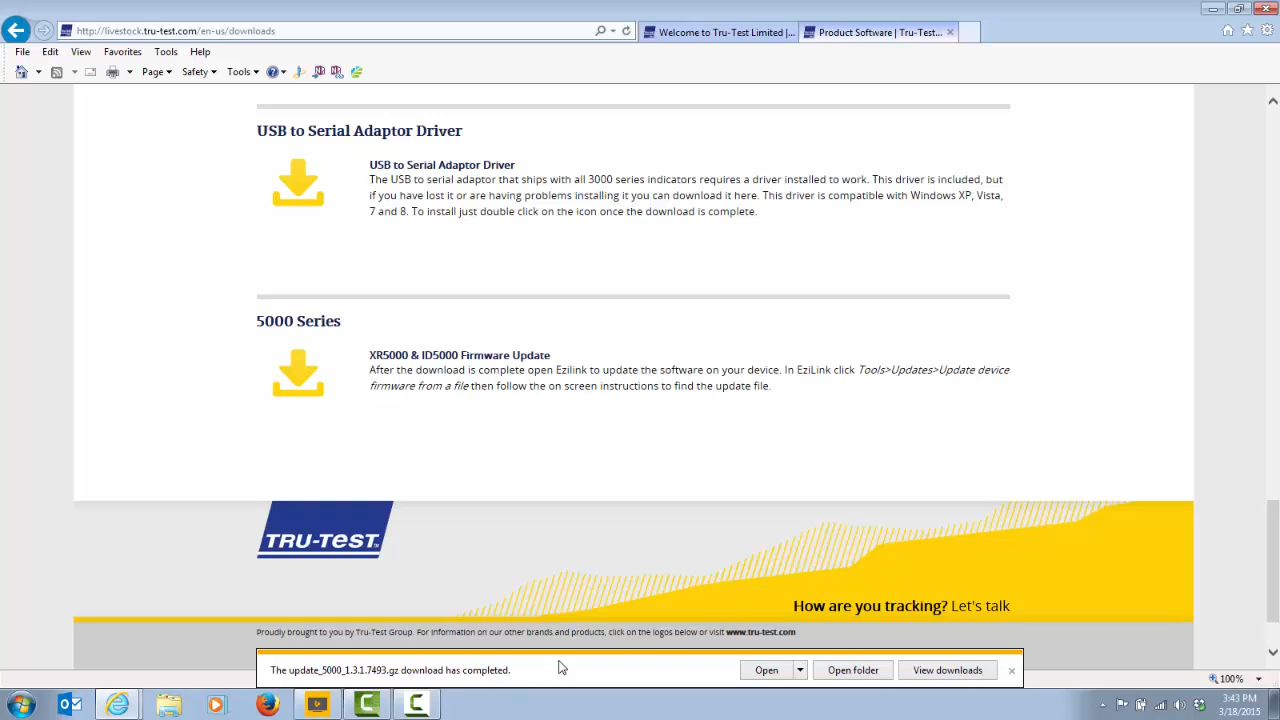 http://livestock.tru-test.com/en-us/downloads
Welcome to Tru-Test Limited |...
Product Software | Tru-Test...
File Edit View Favorites Tools Help
Page Safety Tools
USB to Serial Adaptor Driver
USB to Serial Adaptor Driver
The USB to serial adaptor that ships with all 3000 series indicators requires a driver installed to work. This driver is included, but
if you have lost it or are having problems installing it you can download it here. This driver is compatible with Windows XP, Vista,
7 and 8. To install just double click on the icon once the download is complete.
5000 Series
XR5000 & ID5000 Firmware Update
After the download is complete open Ezilink to update the software on your device. In EziLink click Tools>Updates>Update device
firmware from a file then follow the on screen instructions to find the update file.
TRU-TEST
How are you tracking? Let's talk
Proudly brought to you by Tru-Test Group. For information on our other brands and products, click on the logos below or visit www.tru-test.com
The update_5000_1.3.1.7493.gz download has completed.
Open
Open folder
View downloads
100%
3:43 PM
3/18/2015